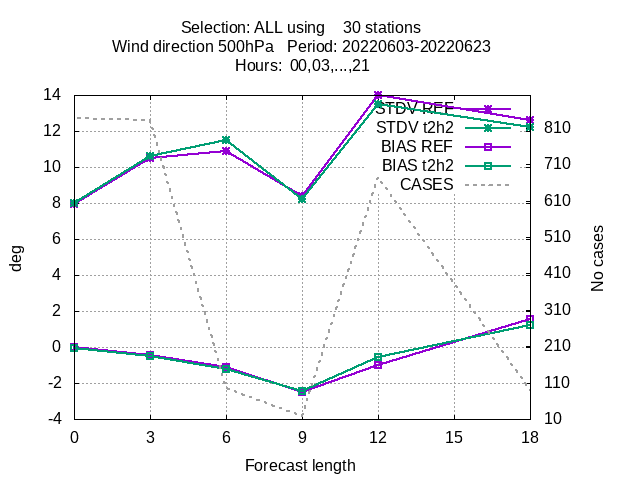 Selection: ALL using    30 stations
Wind direction 500hPa   Period: 20220603-20220623
Hours:  00,03,...,21
STDV REF
STDV t2h2
BIAS REF
BIAS t2h2
CASES
14
12
10
8
6
4
2
0
-2
-4
810
710
610
510
410
310
210
110
10
deg
No cases
0 3 6 9 12 15 18
Forecast length